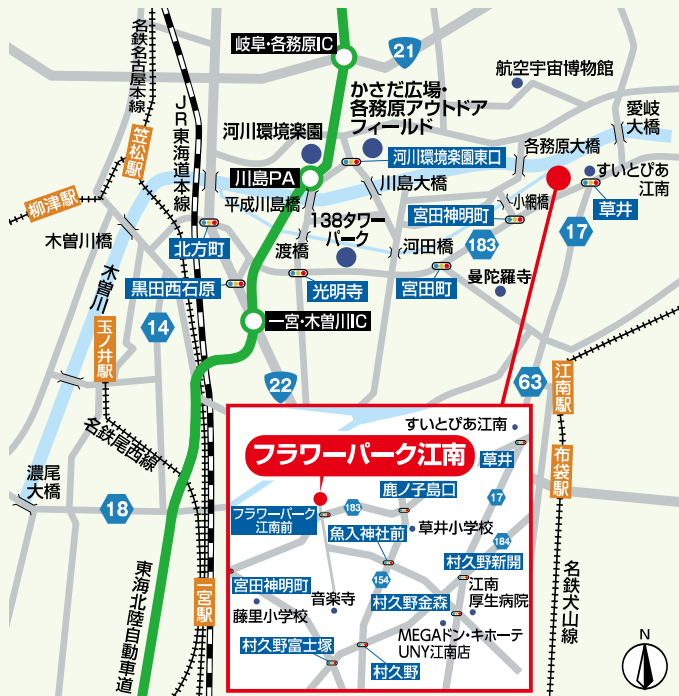 岐阜・各務原IC
21
航空宇宙博物館
名鉄名古屋本線
JR東海道本線
かさだ広場・
各務原アウトドア
フィールド
愛岐
大橋
笠松駅
河川環境楽園
河川環境楽園東口
各務原大橋
すいとぴあ
江南
川島PA
川島大橋
柳津駅
平成川島橋
138タワー
パーク
宮田神明町
小網橋
草井
17
木曽川橋
北方町
渡橋
河田橋
183
木曽川
黒田西石原
光明寺
宮田町
曼陀羅寺
14
一宮・木曽川IC
玉ノ井駅
22
63
江南駅
名鉄尾西線
濃尾
大橋
18
布袋駅
東海北陸自動車道
一宮駅
名鉄犬山線
すいとぴあ江南
フラワーパーク江南
草井
鹿ノ子島口
17
フラワーパーク
江南前
183
魚入神社前
草井小学校
184
村久野新開
宮田神明町
154
江南
厚生病院
藤里小学校
音楽寺
村久野金森
MEGAドン・キホーテ
UNY江南店
村久野富士塚
村久野
N